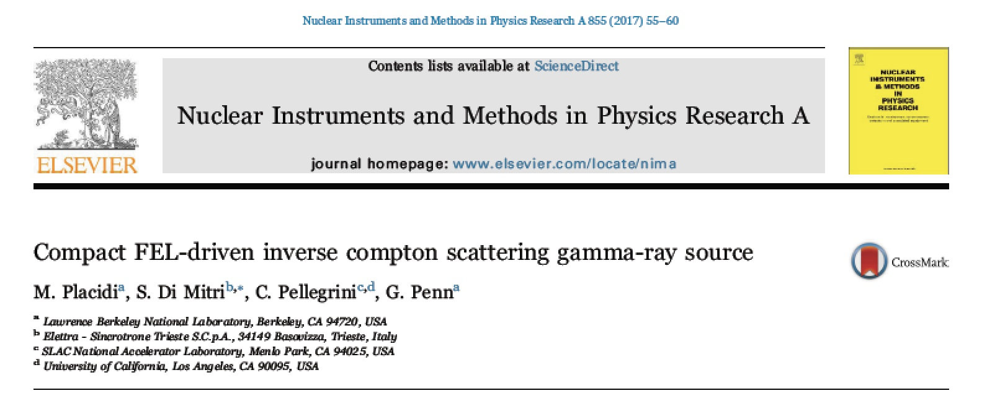 Nuclear Instruments and Methods in Physics Research A 855 (2017) 55–60
Contents lists available at ScienceDirect
Nuclear Instruments and Methods in Physics Research A
journal homepage: www.elsevier.com/locate/nima
ELSEVIER
NUCLEAR
INSTRUMENTS
& METHODS
IN
PHYSICS
RESEARCH
Compact FEL-driven inverse compton scattering gamma-ray source
CrossMark
M. Placidi a, S. Di Mitri b,⁎, C. Pellegrini c,d, G. Penn a
a Lawrence Berkeley National Laboratory, Berkeley, CA 94720, USA
b Elettra – Sincrotrone Trieste S.C.p.A., 34149 Basovizza, Trieste, Italy
c SLAC National Accelerator Laboratory, Menlo Park, CA 94025, USA
d University of California, Los Angeles, CA 90095, USA